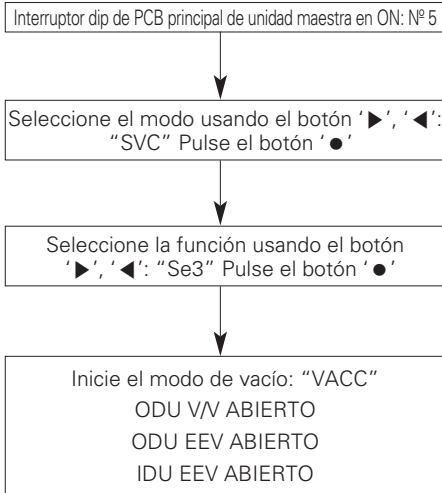 Interruptor dip de PCB principal de unidad maestra en ON: Nº 5
Seleccione el modo usando el botón ‘▶’, ‘◀’:
“SVC” Pulse el botón ‘●’
Seleccione la función usando el botón
‘▶’, ‘◀’: “Se3” Pulse el botón ‘●’
Inicie el modo de vacío: “VACC”
ODU V/V ABIERTO
ODU EEV ABIERTO
IDU EEV ABIERTO